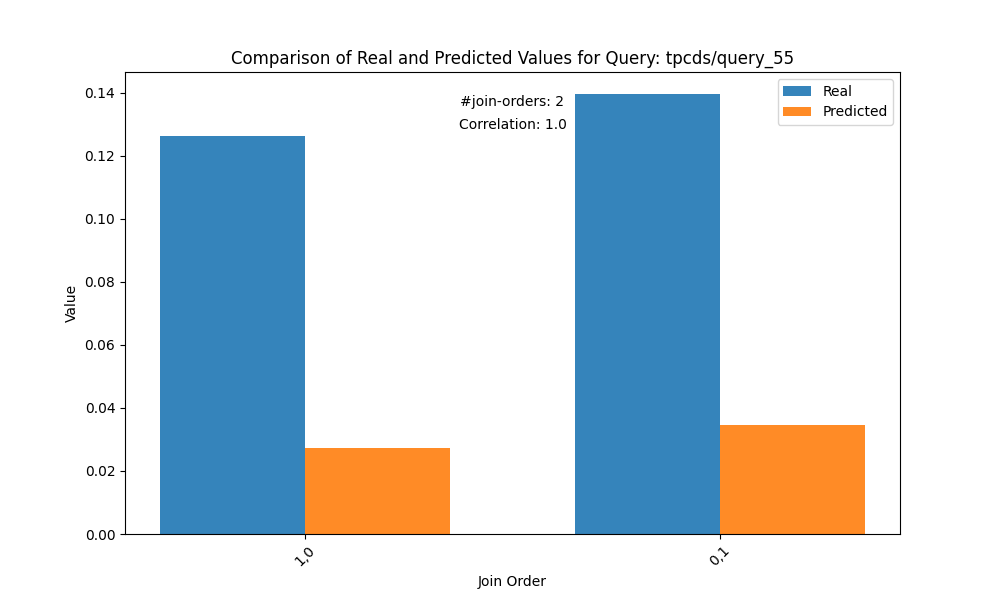 Comparison of Real and Predicted Values for Query: tpcds/query_55
Real
Predicted
#join-orders: 2
Correlation: 1.0
Value
0.14
0.12
0.10
0.08
0.06
0.04
0.02
0.00
1,0
0,1
Join Order